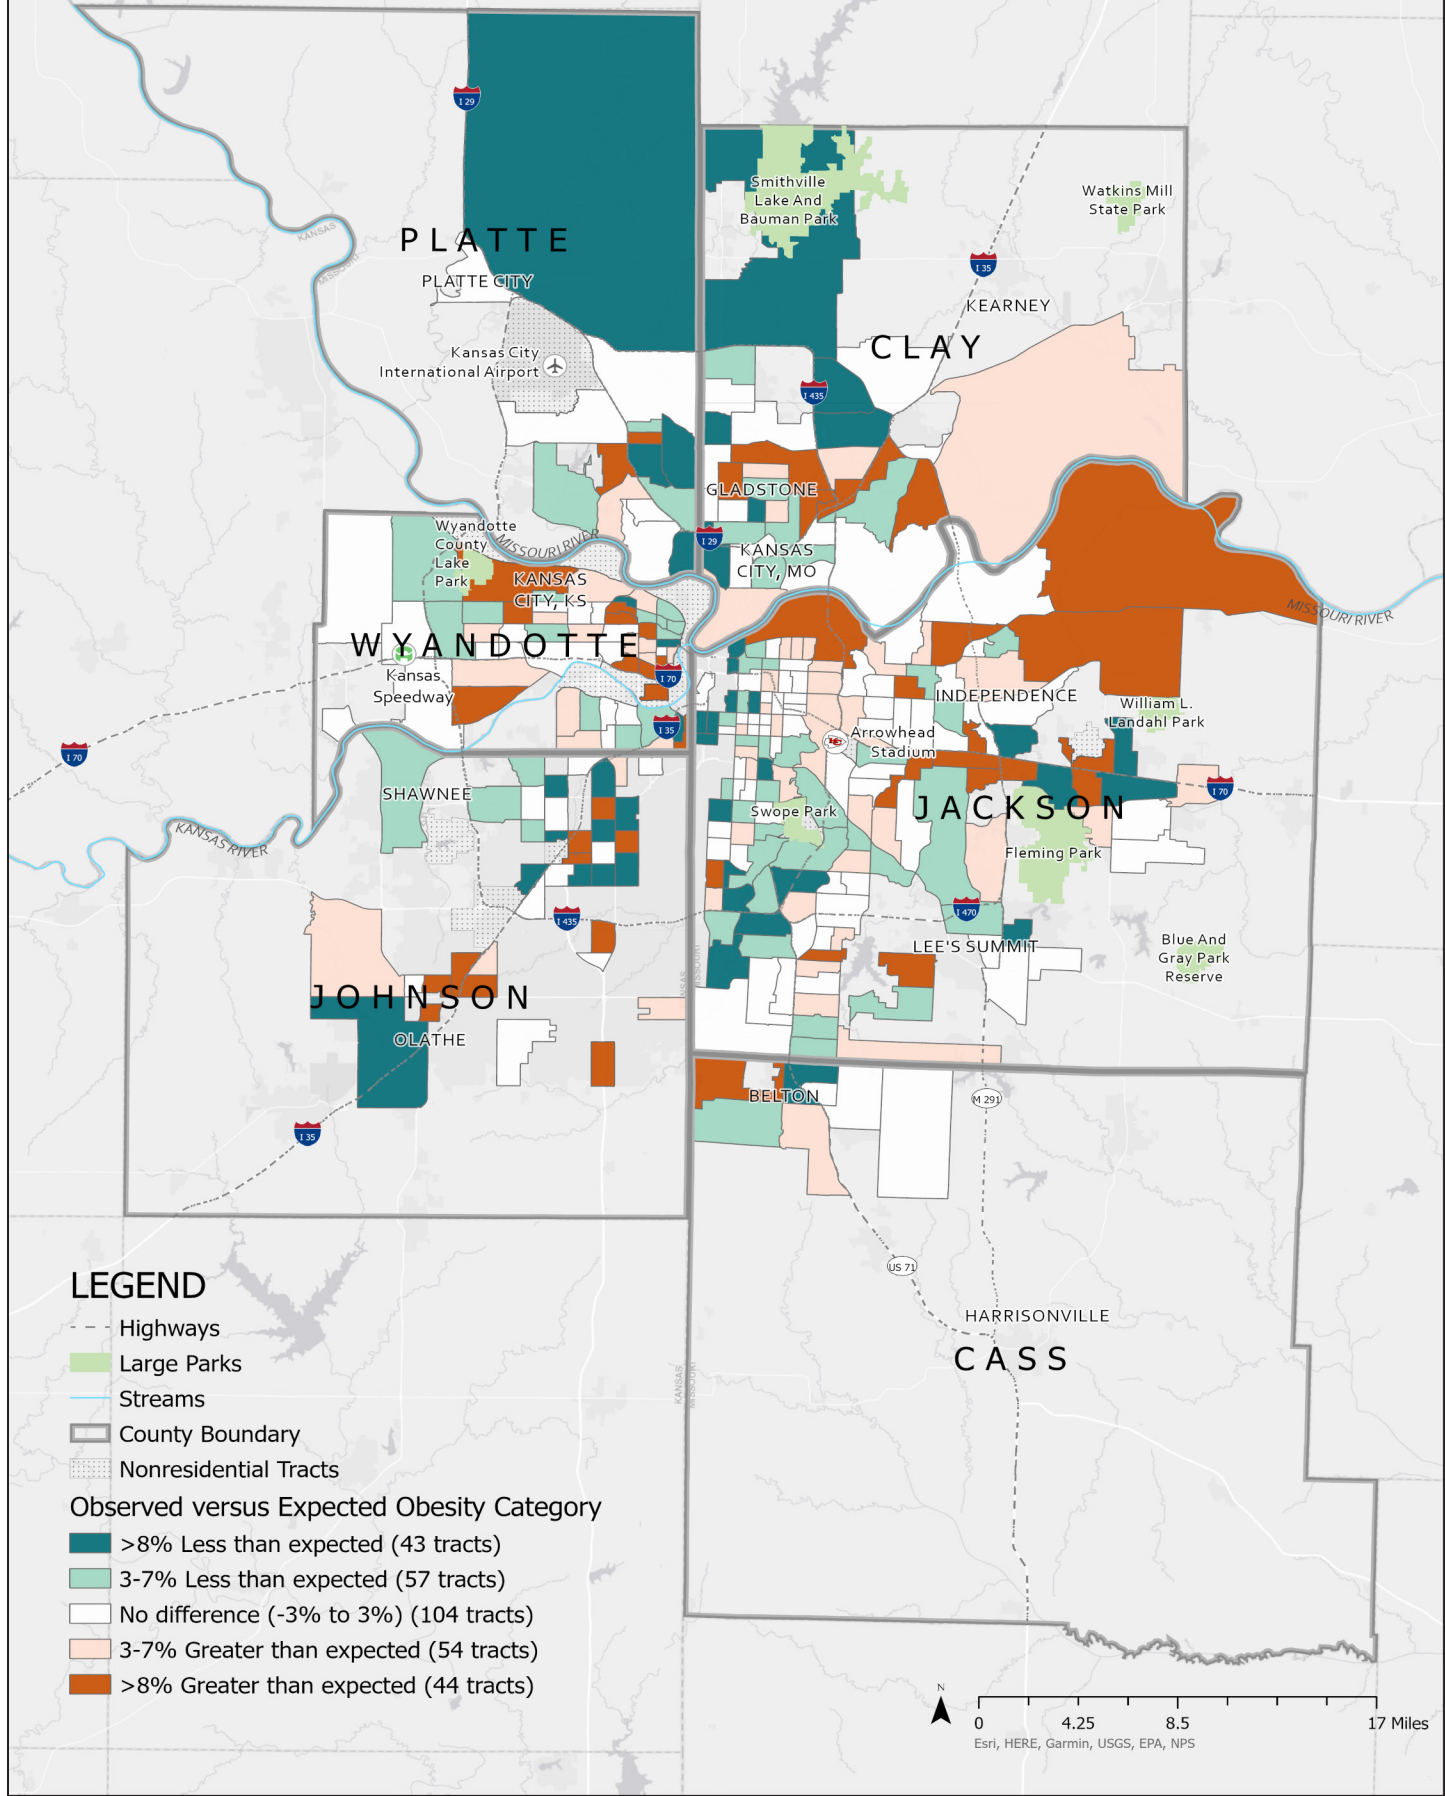 I 29
Smithville
Lake And
Bauman Park
Watkins Mill
State Park
KANSAS
MISSOURI
PLATTE
PLATTE CITY
I 35
KEARNEY
CLAY
Kansas City
International Airport
I 435
GLADSTONE
Wyandotte
County
Lake
Park
MISSOURI RIVER
I 29
KANSAS
CITY, MO
KANSAS
CITY, KS
MISSOURI RIVER
WYANDOTTE
Kansas
Speedway
I 70
INDEPENDENCE
William L.
Landahl Park
I 35
Arrowhead
Stadium
I 70
SHAWNEE
I 70
JACKSON
Swope Park
KANSAS RIVER
Fleming Park
I 435
I 470
LEE'S SUMMIT
Blue And
Gray Park
Reserve
KANSAS
MISSOURI
JOHNSON
OLATHE
BELTON
M 291
I 35
US 71
HARRISONVILLE
CASS
KANSAS
MISSOURI
LEGEND
Highways
Large Parks
Streams
County Boundary
Nonresidential Tracts
Observed versus Expected Obesity Category
>8% Less than expected (43 tracts)
3-7% Less than expected (57 tracts)
No difference (-3% to 3%) (104 tracts)
3-7% Greater than expected (54 tracts)
>8% Greater than expected (44 tracts)
N
0 4.25 8.5 17 Miles
Esri, HERE, Garmin, USGS, EPA, NPS